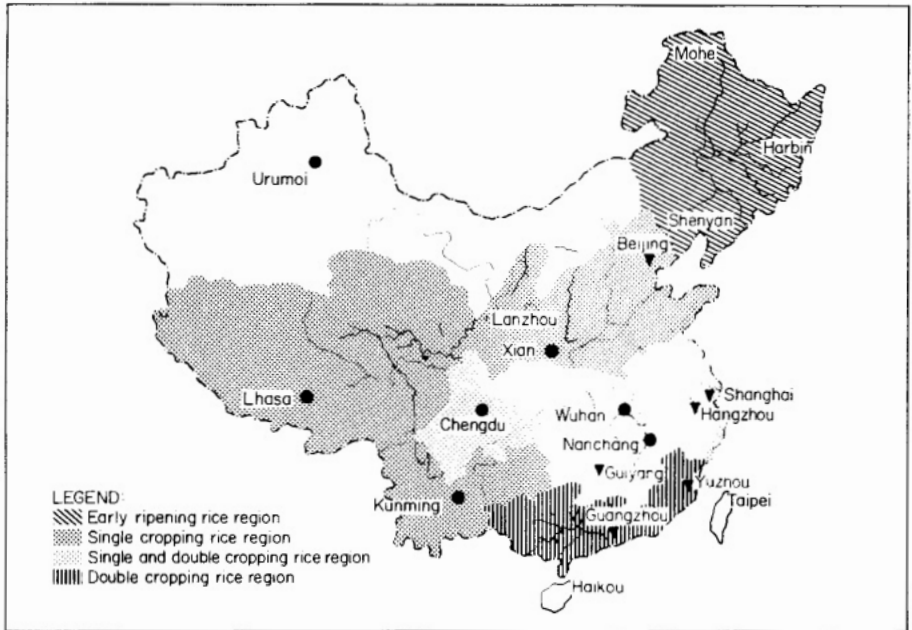 Mohe
Harbin
Urumoi
Shenyan
Beijing
Lanzhou
Xian
Lhasa
Chengdu
Wuhan
Shanghai
Hangzhou
Nanchang
Guiyang
Kunming
Yuznou
Taipei
Guangzhou
Haikou
LEGEND:
Early ripening rice region
Single cropping rice region
Single and double cropping rice region
Double cropping rice region